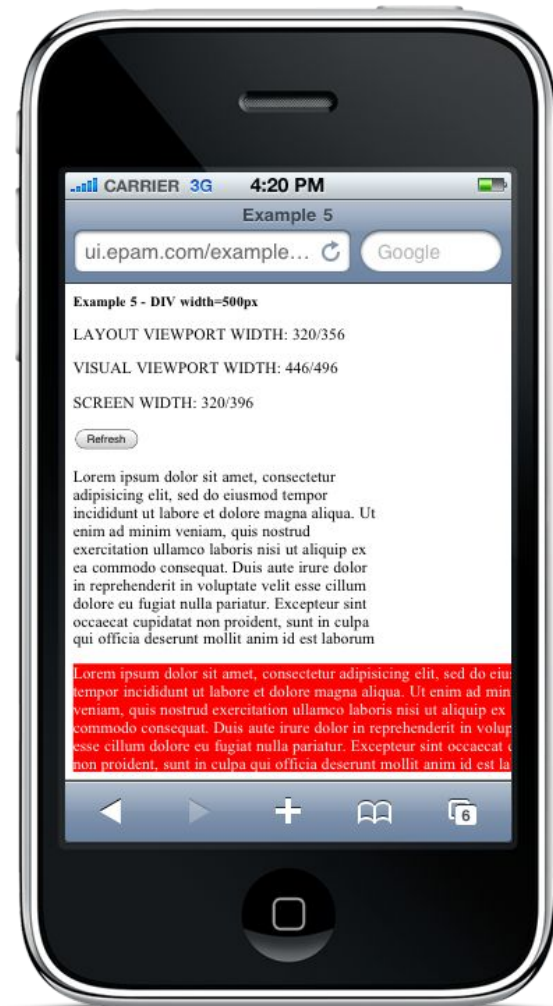 CARRIER 3G 4:20 PM
Example 5
ui.epam.com/example... Google
Example 5 - DIV width=500px
LAYOUT VIEWPORT WIDTH: 320/356
VISUAL VIEWPORT WIDTH: 446/496
SCREEN WIDTH: 320/396
Refresh
Lorem ipsum dolor sit amet, consectetur
adipisicing elit, sed do eiusmod tempor
incididunt ut labore et dolore magna aliqua. Ut
enim ad minim veniam, quis nostrud
exercitation ullamco laboris nisi ut aliquip ex
ea commodo consequat. Duis aute irure dolor
in reprehenderit in voluptate velit esse cillum
dolore eu fugiat nulla pariatur. Excepteur sint
occaecat cupidatat non proident, sunt in culpa
qui officia deserunt mollit anim id est laborum
Lorem ipsum dolor sit amet, consectetur adipisicing elit, sed do eius
tempor incididunt ut labore et dolore magna aliqua. Ut enim ad min
veniam, quis nostrud exercitation ullamco laboris nisi ut aliquip ex
commodo consequat. Duis aute irure dolor in reprehenderit in volup
esse cillum dolore eu fugiat nulla pariatur. Excepteur sint occaecat c
non proident, sunt in culpa qui officia deserunt mollit anim id est la
6